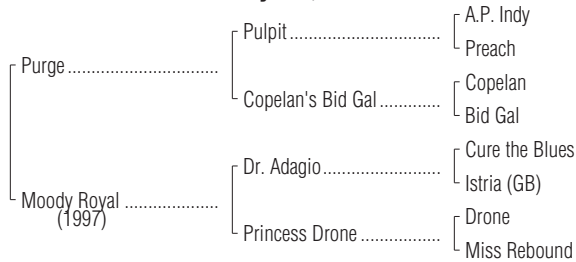 A.P. Indy
Pulpit
Preach
Purge
Copelan
Copelan's Bid Gal
Bid Gal
Cure the Blues
Dr. Adagio
Istria (GB)
Moody Royal
(1997)
Drone
Princess Drone
Miss Rebound